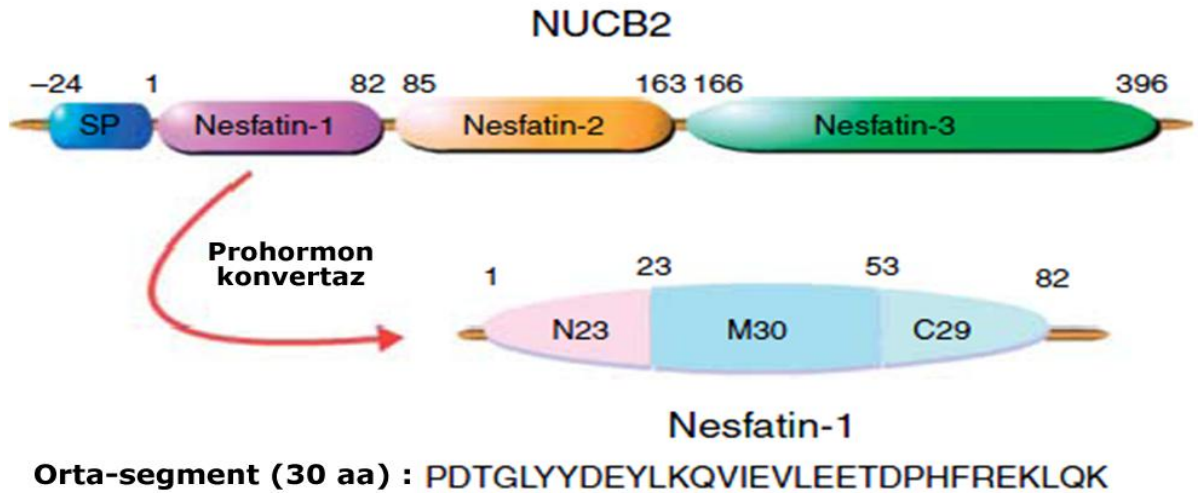 NUCB2
–24 1 82 85 163 166 396
SP Nesfatin-1 Nesfatin-2 Nesfatin-3
Prohormon
konvertaz
1 23 53 82
N23 M30 C29
Nesfatin-1
Orta-segment (30 aa) : PDTGLYYDEYLKQVIEVLEETDPHFREKLQK